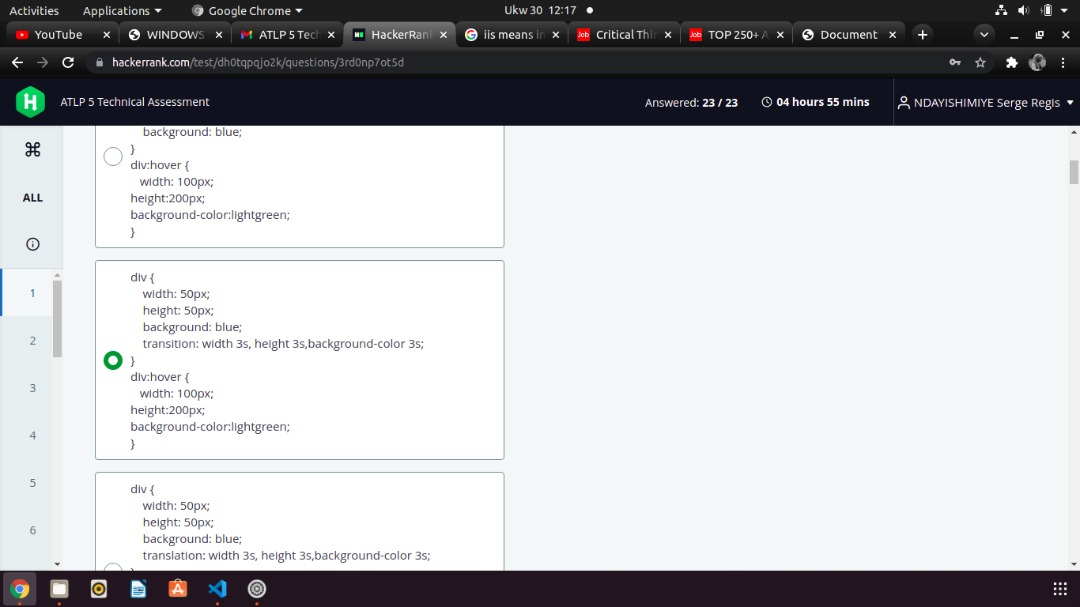 Activities Applications Google Chrome Ukw 30 12:17
YouTube WINDOWS ATLP 5 Tech HackerRank iis means in Critical Thin TOP 250+ A Document
hackerrank.com/test/dh0tqpqjo2k/questions/3rd0np7ot5d
H ATLP 5 Technical Assessment Answered: 23 / 23 04 hours 55 mins NDAYISHIMIYE Serge Regis
background: blue;
}
div:hover {
width: 100px;
height:200px;
background-color:lightgreen;
}
ALL
div {
width: 50px;
height: 50px;
background: blue;
transition: width 3s, height 3s,background-color 3s;
}
div:hover {
width: 100px;
height:200px;
background-color:lightgreen;
}
1
2
3
4
5
6
div {
width: 50px;
height: 50px;
background: blue;
translation: width 3s, height 3s,background-color 3s;
}